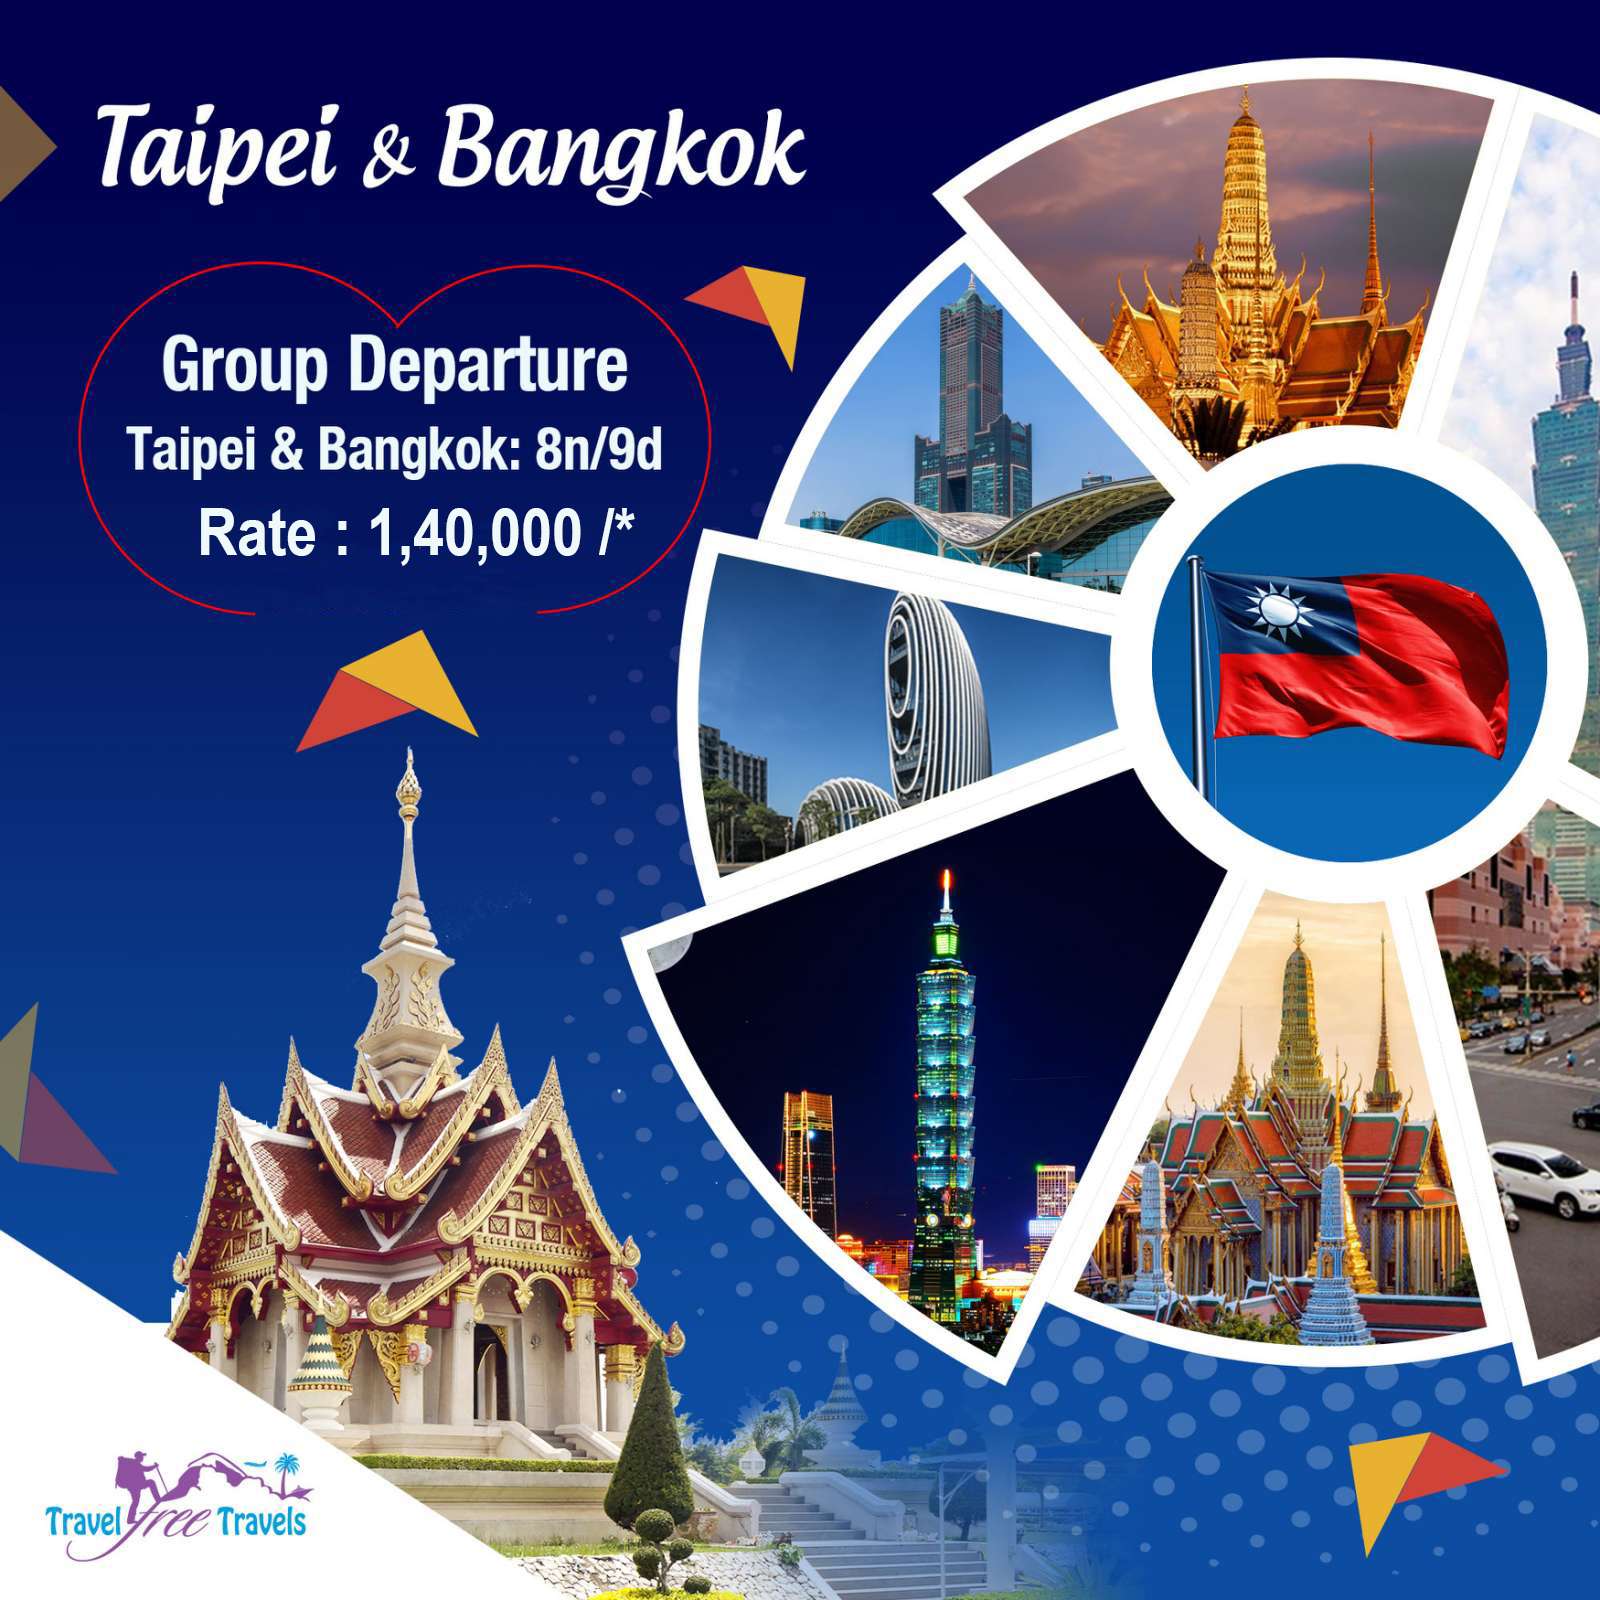 Taipei & Bangkok
Group Departure
Taipei & Bangkok: 8n/9d
Rate : 1,40,000 /*
Travel free Travels